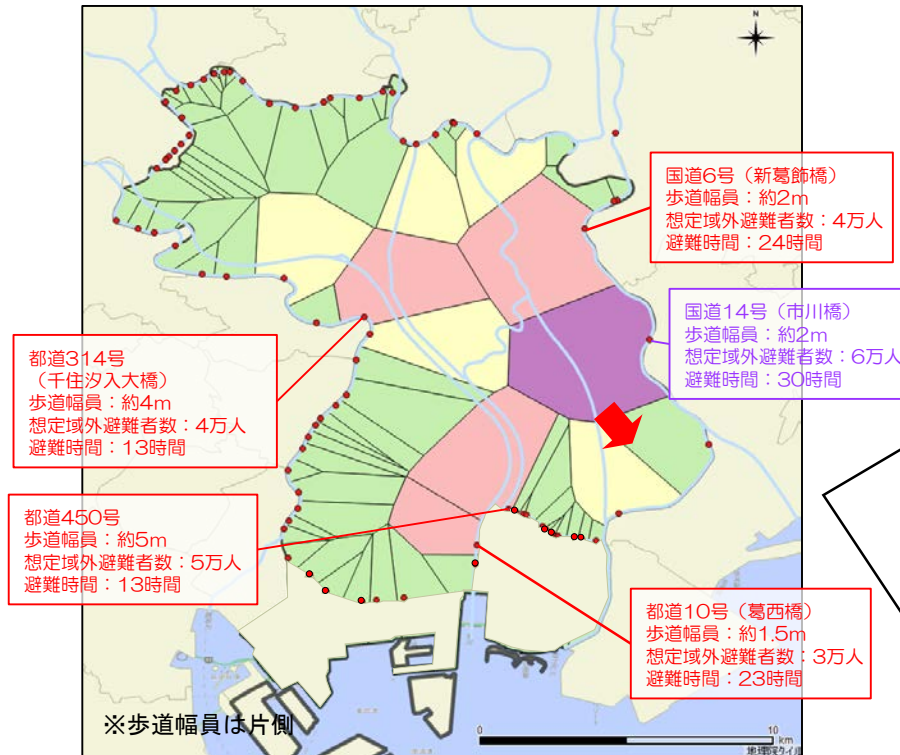 N
国道6号（新葛飾橋）
歩道幅員：約2m
想定域外避難者数：4万人
避難時間：24時間
国道14号（市川橋）
歩道幅員：約2m
想定域外避難者数：6万人
避難時間：30時間
都道314号
（千住汐入大橋）
歩道幅員：約4m
想定域外避難者数：4万人
避難時間：13時間
都道450号
歩道幅員：約5m
想定域外避難者数：5万人
避難時間：13時間
都道10号（葛西橋）
歩道幅員：約1.5m
想定域外避難者数：3万人
避難時間：23時間
※歩道幅員は片側
0 10
km
地理院タイル